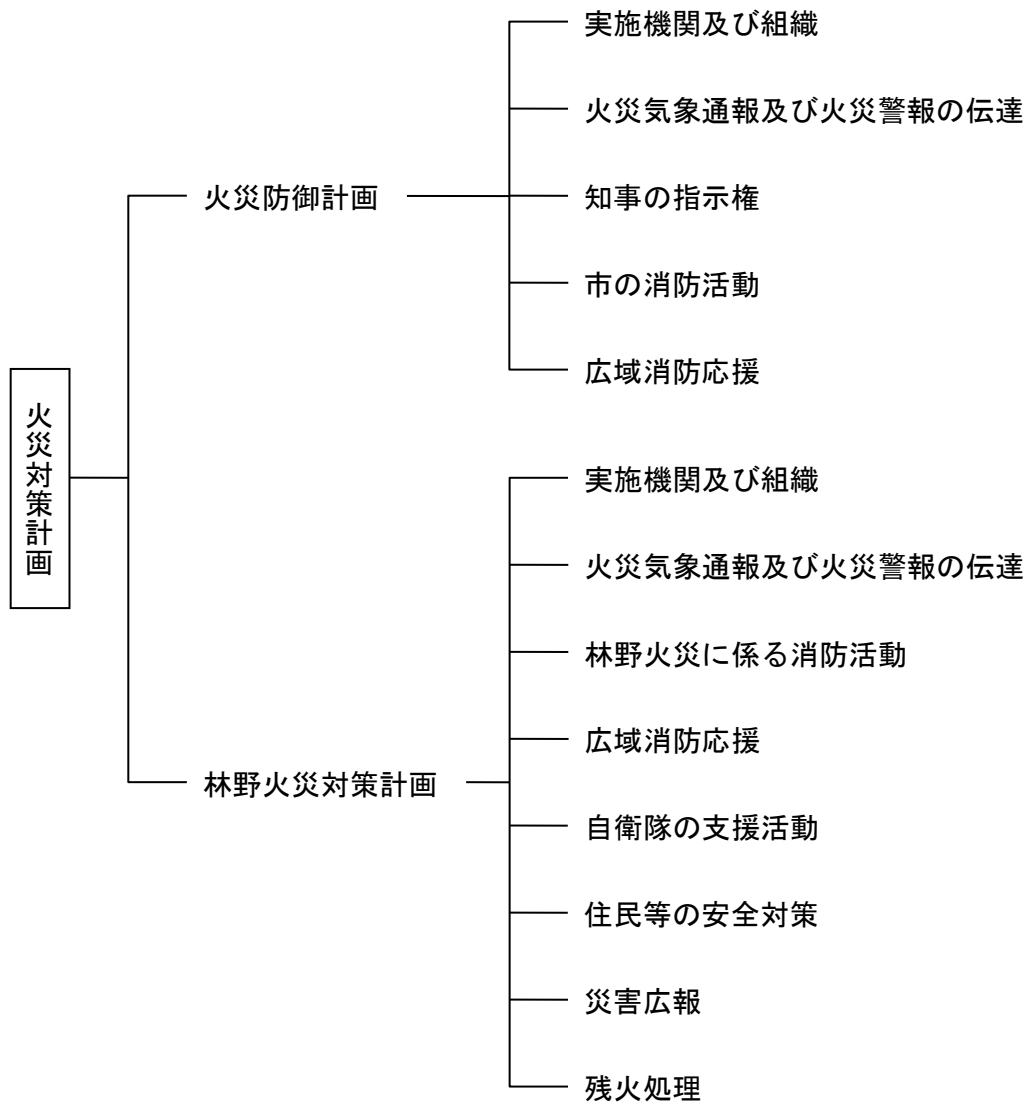 火災対策計画
火災防御計画
実施機関及び組織
火災気象通報及び火災警報の伝達
知事の指示権
市の消防活動
広域消防応援
林野火災対策計画
実施機関及び組織
火災気象通報及び火災警報の伝達
林野火災に係る消防活動
広域消防応援
自衛隊の支援活動
住民等の安全対策
災害広報
残火処理